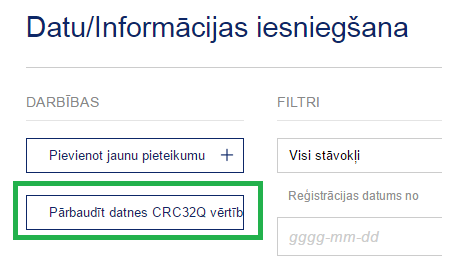 Datu/Informācijas iesniegšana
DARBĪBAS
FILTRI
Pievienot jaunu pieteikumu +
Visi stāvokļi
Pārbaudīt datnes CRC32Q vērtīb
Reģistrācijas datums no
gggg-mm-dd